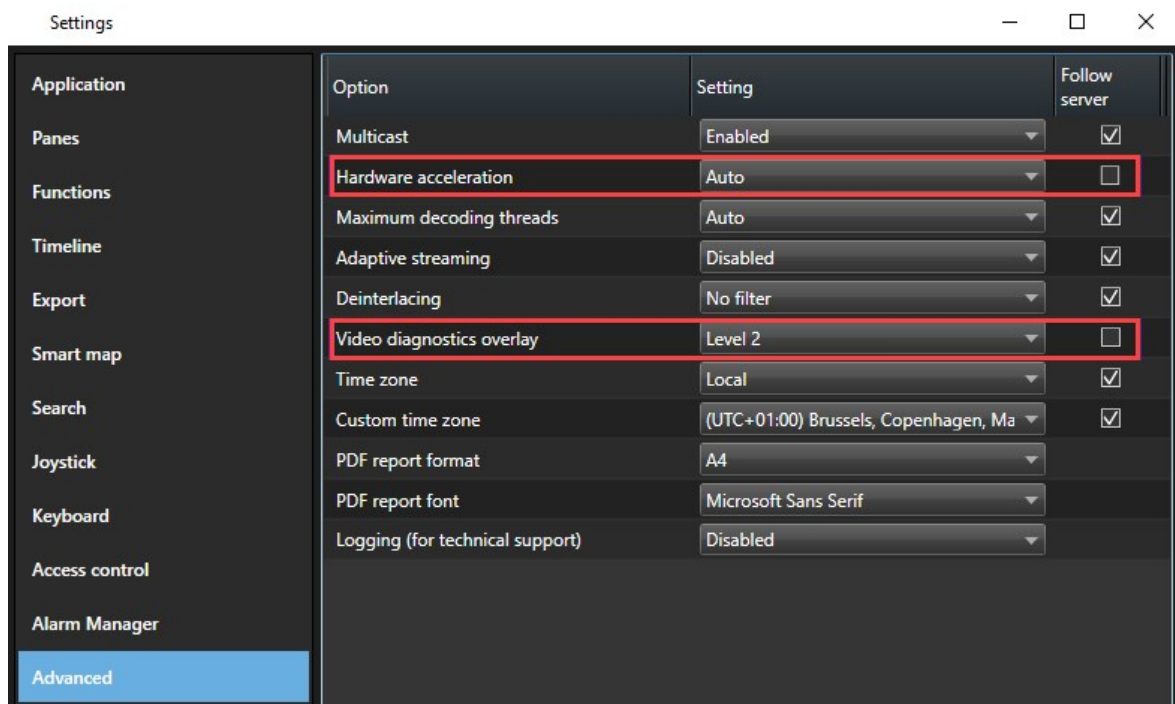 Settings
Application
Panes
Functions
Timeline
Export
Smart map
Search
Joystick
Keyboard
Access control
Alarm Manager
Advanced
Option Setting Follow server
Multicast Enabled
Hardware acceleration Auto
Maximum decoding threads Auto
Adaptive streaming Disabled
Deinterlacing No filter
Video diagnostics overlay Level 2
Time zone Local
Custom time zone (UTC+01:00) Brussels, Copenhagen, Ma
PDF report format A4
PDF report font Microsoft Sans Serif
Logging (for technical support) Disabled